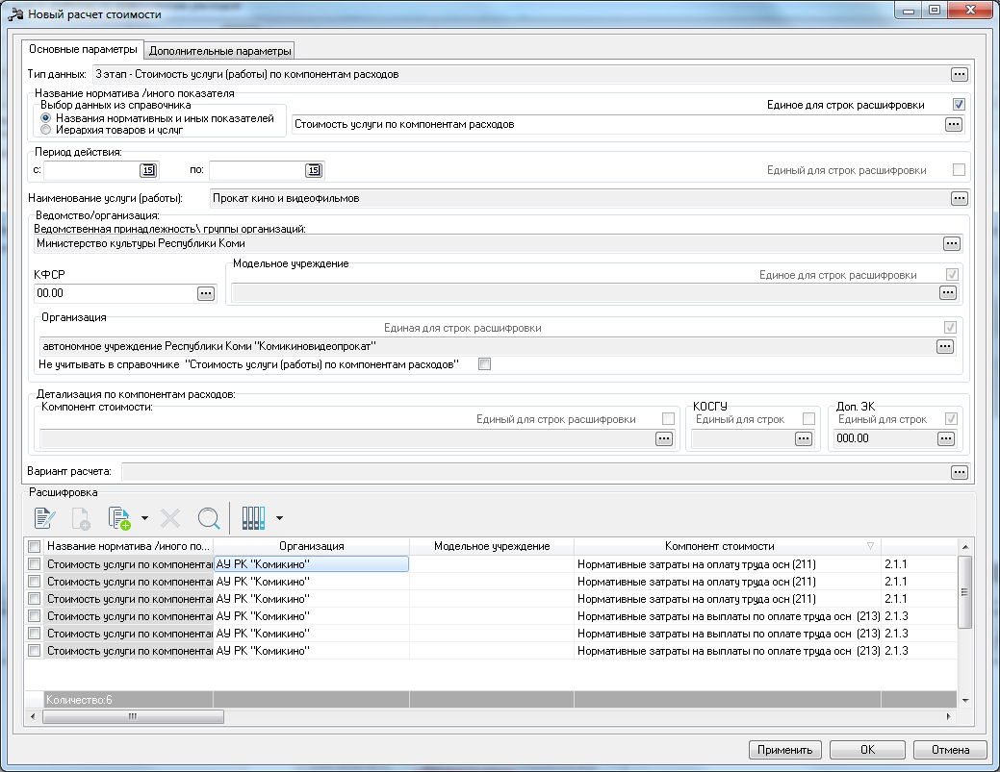 Новый расчет стоимости
Основные параметры Дополнительные параметры
Тип данных: 3 этап - Стоимость услуги (работы) по компонентам расходов
Название норматива /иного показателя
Выбор данных из справочника
Единое для строк расшифровки
Названия нормативных и иных показателей
Стоимость услуги по компонентам расходов
Иерархия товаров и услуг
Период действия:
с: 15 по: 15 Единый для строк расшифровки
Наименование услуги (работы): Прокат кино и видеофильмов
Ведомство/организация:
Ведомственная принадлежность\ группы организаций:
Министерство культуры Республики Коми
Модельное учреждение
КФСР Единое для строк расшифровки
00.00
Организация
Единая для строк расшифровки
автономное учреждение Республики Коми "Комикиновидеопрокат"
Не учитывать в справочнике "Стоимость услуги (работы) по компонентам расходов"
Детализация по компонентам расходов:
Компонент стоимости: КОСГУ Доп. ЭК
Единый для строк расшифровки Единый для строк Единый для строк
000.00
Вариант расчета:
Расшифровка
Название норматива /иного по... Организация Модельное учреждение Компонент стоимости
Стоимость услуги по компонента АУ РК "Комикино" Нормативные затраты на оплату труда осн (211) 2.1.1
Стоимость услуги по компонента АУ РК "Комикино" Нормативные затраты на оплату труда осн (211) 2.1.1
Стоимость услуги по компонента АУ РК "Комикино" Нормативные затраты на оплату труда осн (211) 2.1.1
Стоимость услуги по компонента АУ РК "Комикино" Нормативные затраты на выплаты по оплате труда осн (213) 2.1.3
Стоимость услуги по компонента АУ РК "Комикино" Нормативные затраты на выплаты по оплате труда осн (213) 2.1.3
Стоимость услуги по компонента АУ РК "Комикино" Нормативные затраты на выплаты по оплате труда осн (213) 2.1.3
Количество:6
Применить ОК Отмена